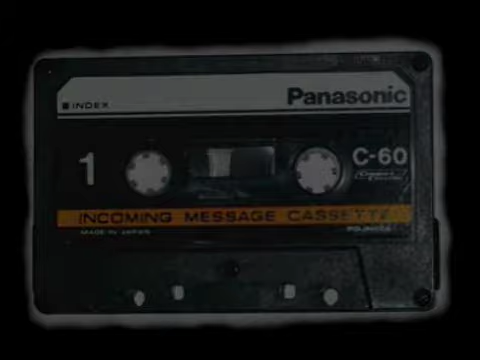 Panasonic
INDEX
1
C-60
INCOMING MESSAGE CASSETTE
MADE IN JAPAN